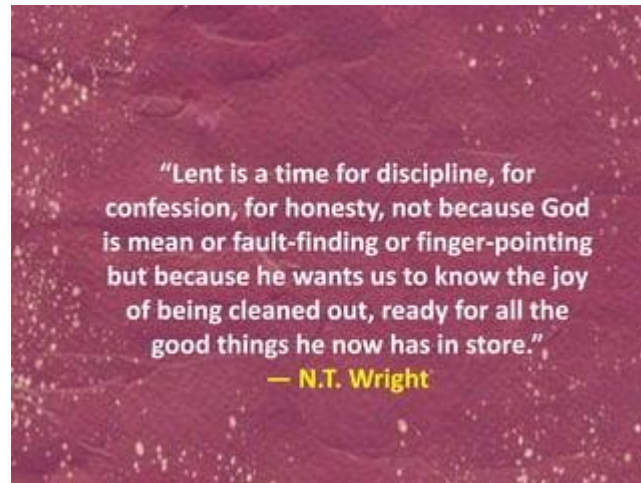 “Lent is a time for discipline, for
confession, for honesty, not because God
is mean or fault-finding or finger-pointing
but because he wants us to know the joy
of being cleaned out, ready for all the
good things he now has in store.”
— N.T. Wright